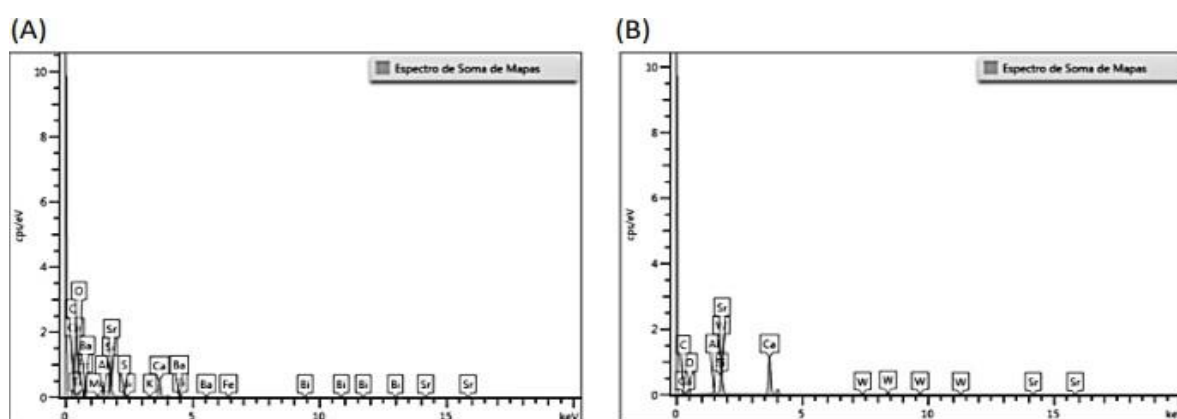 (A)
Espectro de Soma de Mapas
10
8
6
4
2
0
cps/eV
O
C
Sr
Ba
S
K
Ca
Ba
Ba
Fe
Bi
Bi
Bi
Bi
Sr
Sr
0
5
10
15
keV
(B)
Espectro de Soma de Mapas
10
8
6
4
2
0
cps/eV
Sr
C
O
Al
Ca
Ca
W
W
W
W
Sr
Sr
0
5
10
15